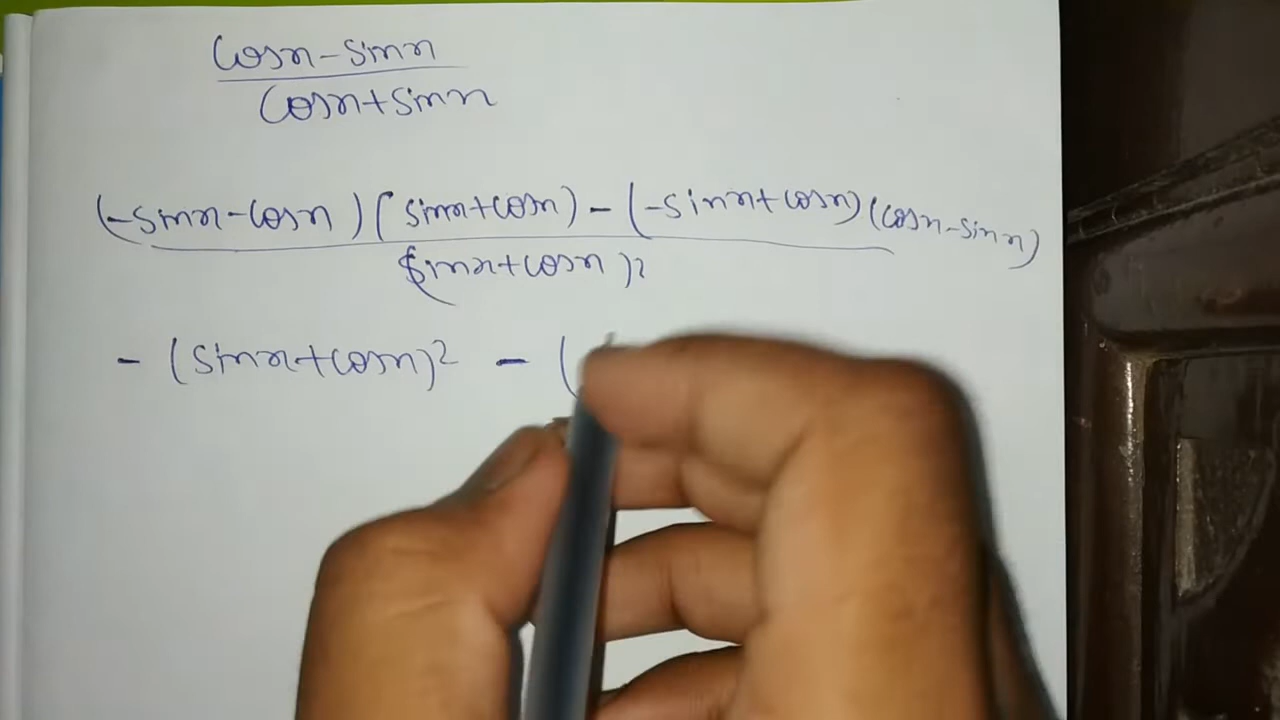 cosx-sinx
cosx+sinx
(-sinx-cosx)(sinx+cosx)-(-sinx+cosx)(cosx-sinx)
(sinx+cosx)2
-(sinx+cosx)2 - (